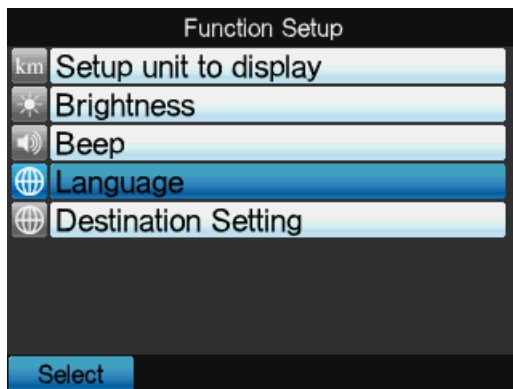 Function Setup
km Setup unit to display
Brightness
Beep
Language
Destination Setting
Select